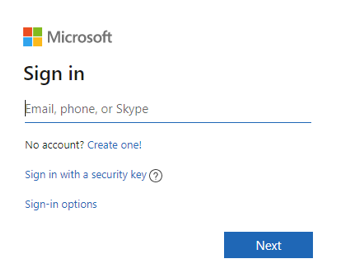 Microsoft
Sign in
Email, phone, or Skype
No account? Create one!
Sign in with a security key ?
Sign-in options
Next